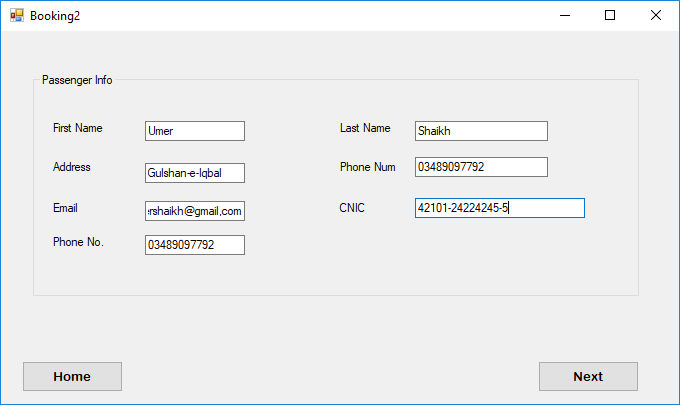 Booking2
Passenger Info
First Name Umer Last Name Shaikh
Address Gulshan-e-Iqbal Phone Num 03489097792
Email rshaikh@gmail,com CNIC 42101-24224245-5
Phone No. 03489097792
Home Next